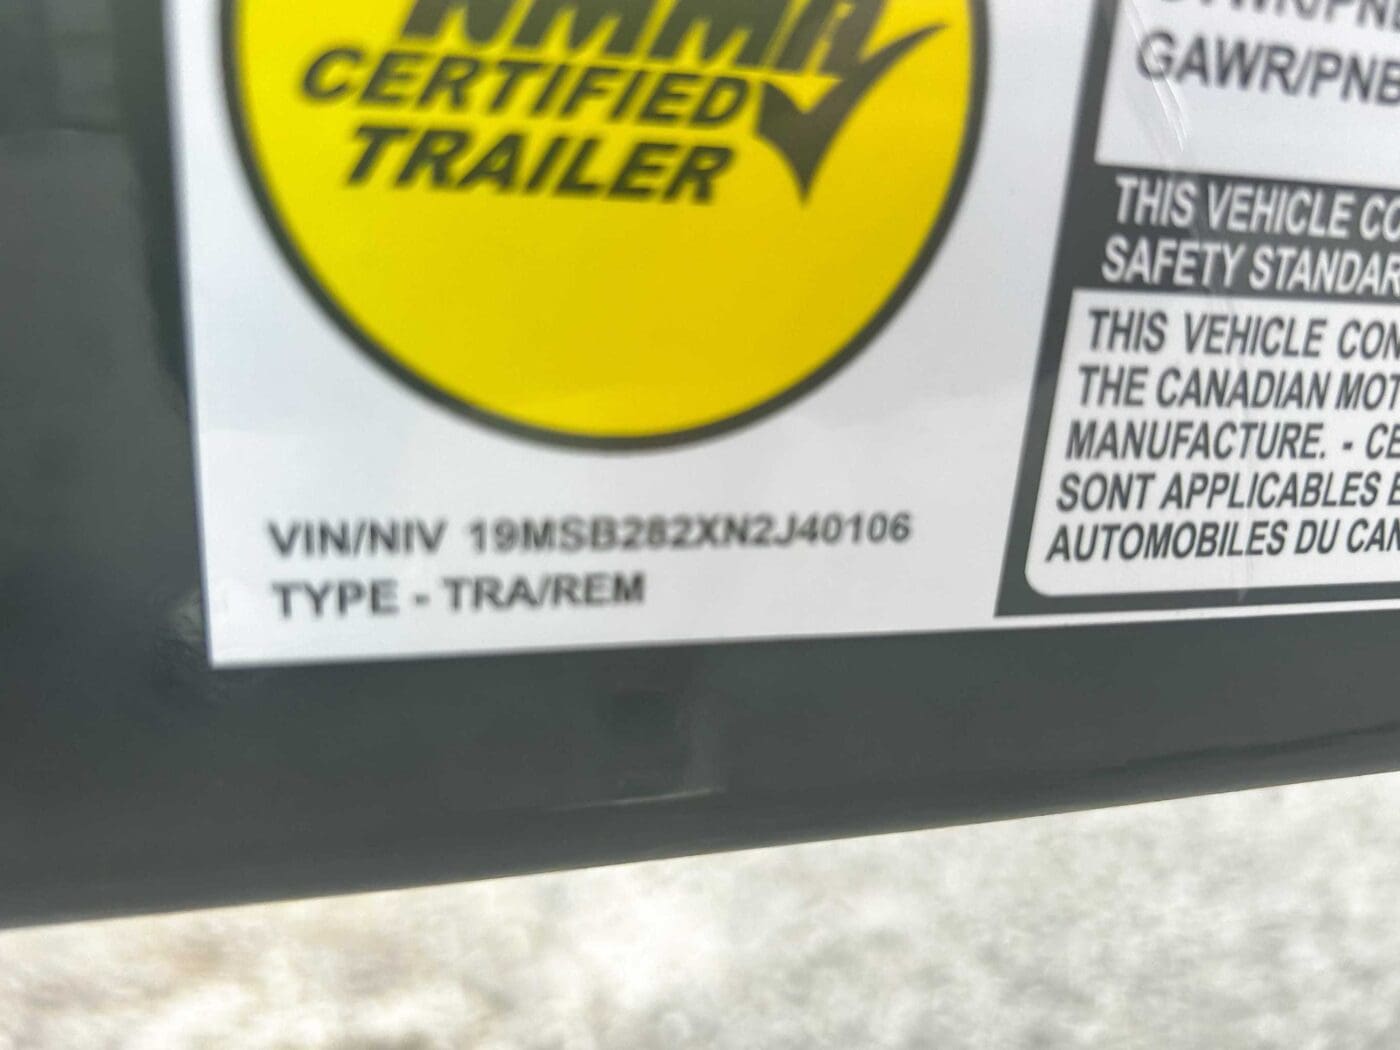 NMMA
CERTIFIED
TRAILER
VIN/NIV 19MSB282XN2J40106
TYPE - TRA/REM
GAWR/PNB
THIS VEHICLE CO
SAFETY STANDAR
THIS VEHICLE CON
THE CANADIAN MOT
MANUFACTURE. - CE
SONT APPLICABLES E
AUTOMOBILES DU CAN